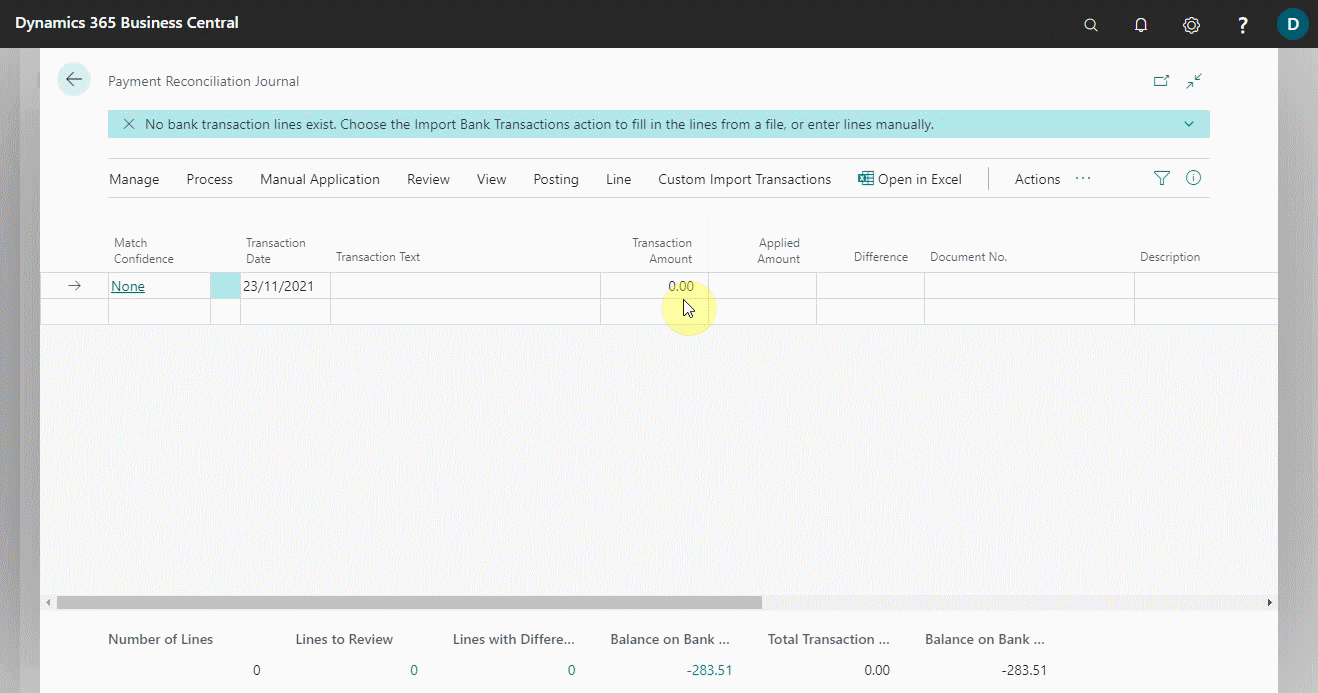 Dynamics 365 Business Central
?
D
Payment Reconciliation Journal
No bank transaction lines exist. Choose the Import Bank Transactions action to fill in the lines from a file, or enter lines manually.
Manage Process Manual Application Review View Posting Line Custom Import Transactions Open in Excel Actions ...
Match Confidence Transaction Date Transaction Text Transaction Amount Applied Amount Difference Document No. Description
None 23/11/2021 0.00
Number of Lines Lines to Review Lines with Differe... Balance on Bank ... Total Transaction ... Balance on Bank ...
0 0 0 -283.51 0.00 -283.51